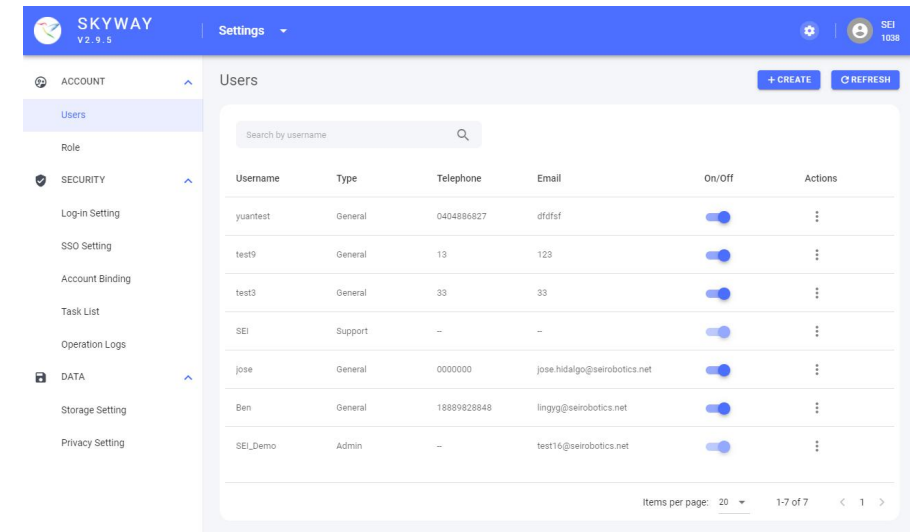 SKYWAY
V2.9.5
Settings
SEI
1038
ACCOUNT
Users
Role
SECURITY
Log-in Setting
SSO Setting
Account Binding
Task List
Operation Logs
DATA
Storage Setting
Privacy Setting
Users
+ CREATE
REFRESH
Search by username
Username Type Telephone Email On/Off Actions
yuantest General 0404886827 dfdfsf
test9 General 13 123
test3 General 33 33
SEI Support -- --
jose General 0000000 jose.hidalgo@seirobotics.net
Ben General 18889828848 lingyg@seirobotics.net
SEI_Demo Admin -- test16@seirobotics.net
Items per page: 20 1-7 of 7 < 1 >